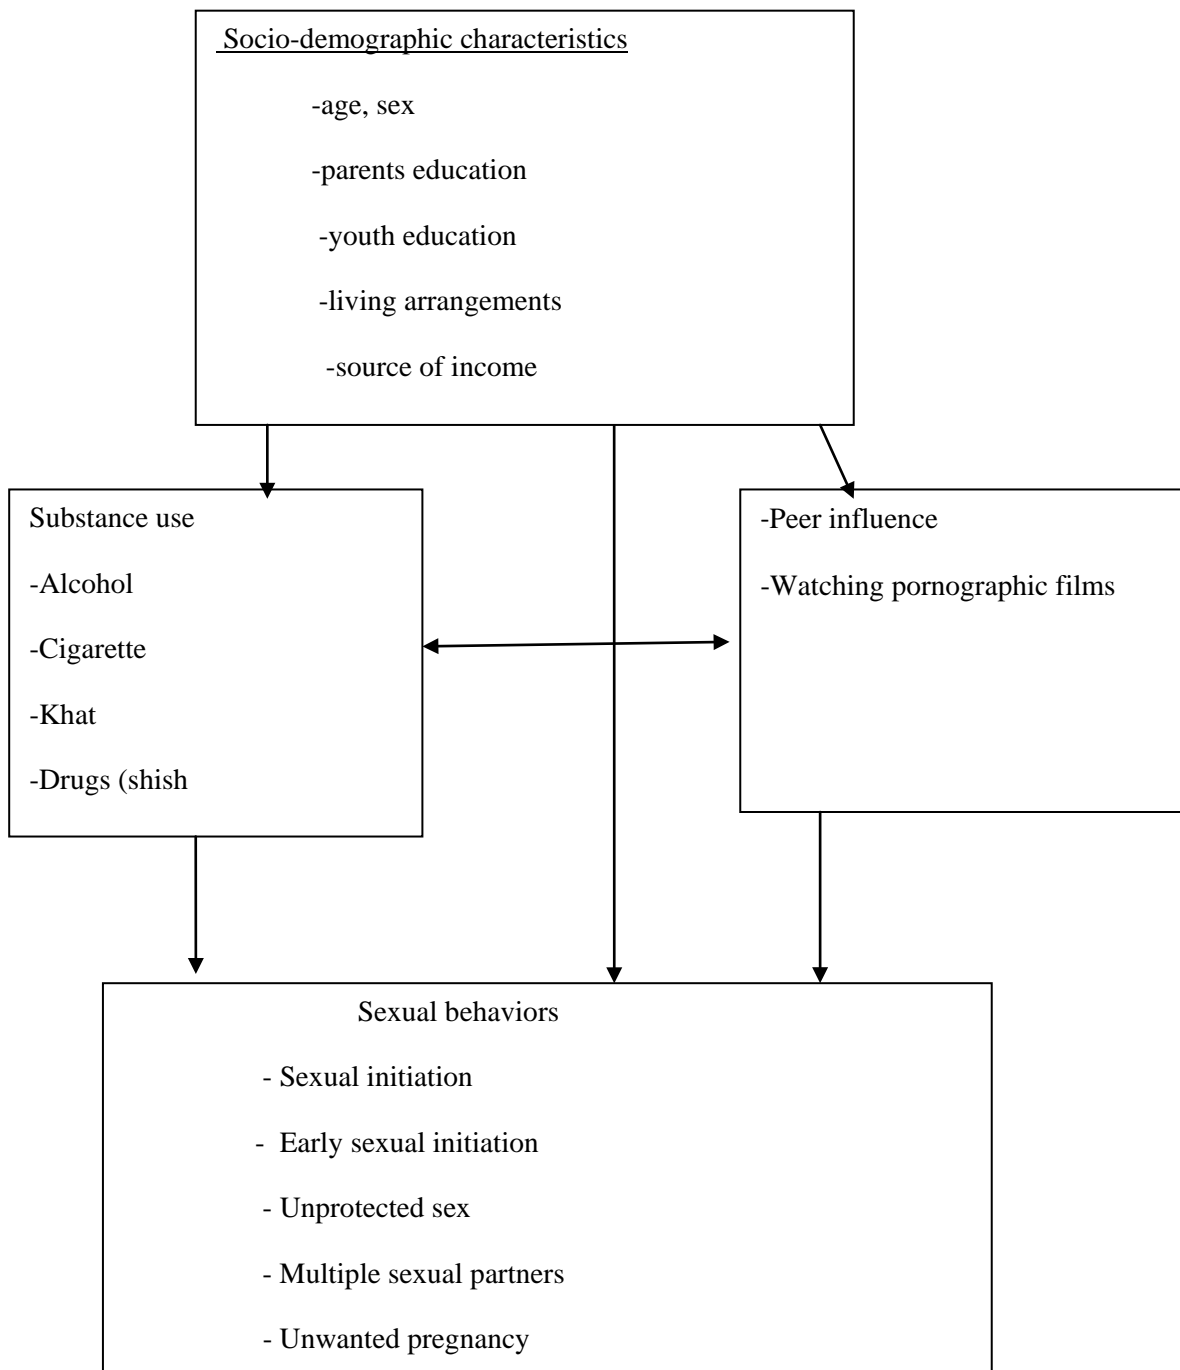 Socio-demographic characteristics
-age, sex
-parents education
-youth education
-living arrangements
-source of income
Substance use
-Alcohol
-Cigarette
-Khat
-Drugs (shish
-Peer influence
-Watching pornographic films
Sexual behaviors
- Sexual initiation
- Early sexual initiation
- Unprotected sex
- Multiple sexual partners
- Unwanted pregnancy